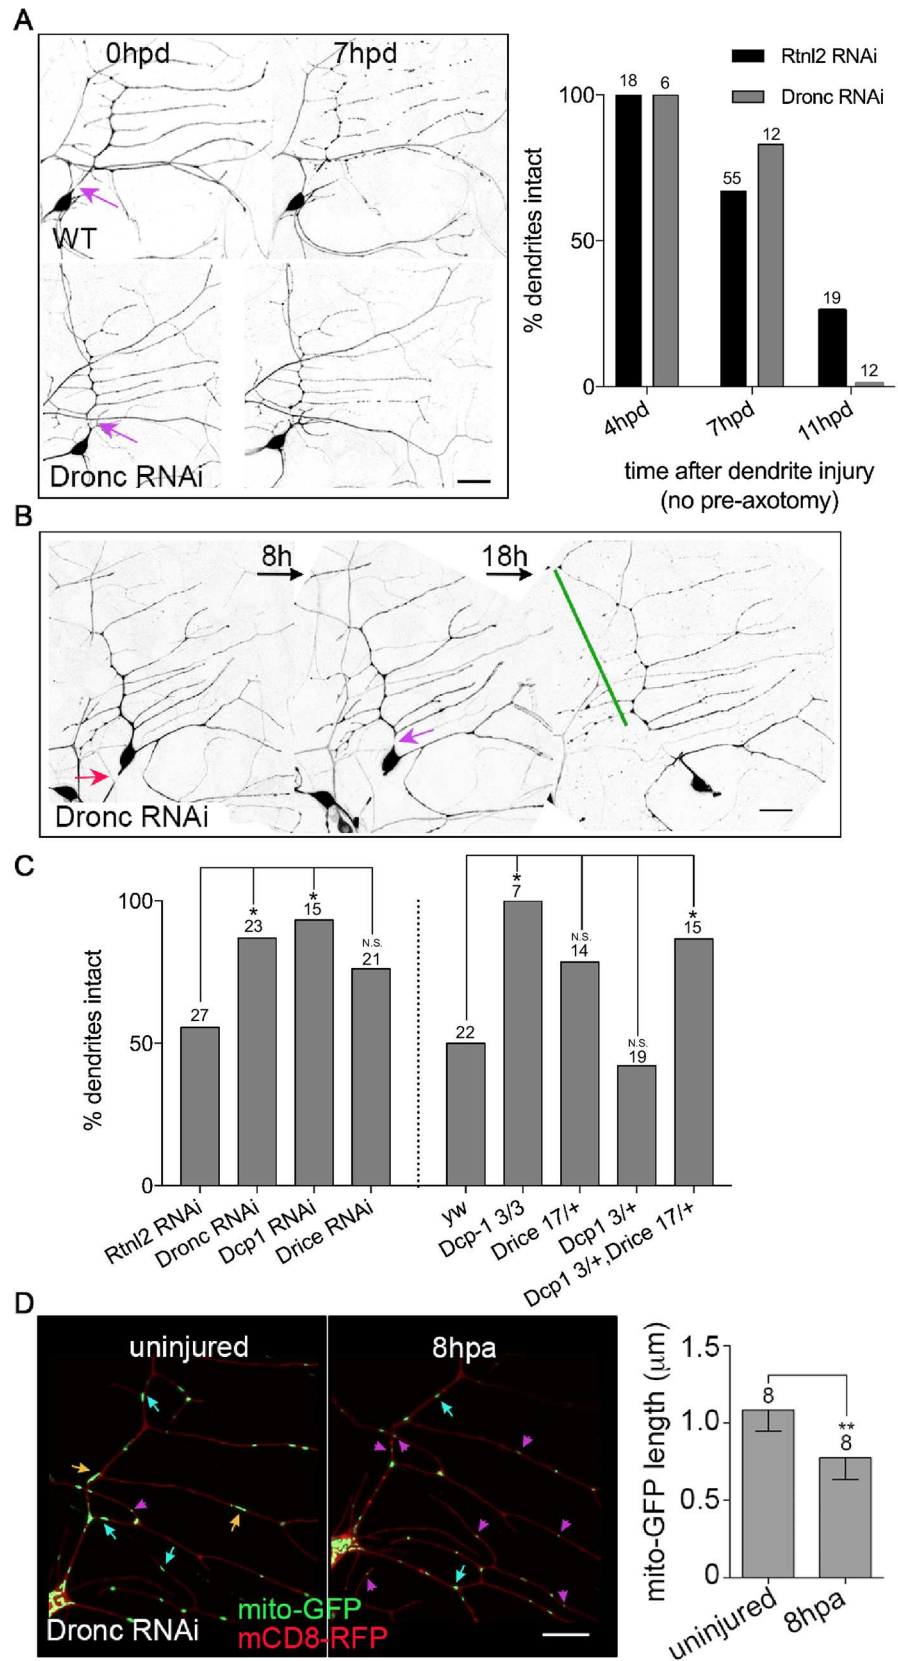 A
0hpd
7hpd
WT
Dronc RNAi
Rtnl2 RNAi
Dronc RNAi
% dendrites intact
100
50
0
18
6
55
12
19
12
4hpd
7hpd
11hpd
time after dendrite injury
(no pre-axotomy)
B
8h
18h
Dronc RNAi
C
% dendrites intact
100
50
0
27
*
23
*
15
N.S.
21
22
*
7
N.S.
14
N.S.
19
*
15
Rtnl2 RNAi
Dronc RNAi
Dcp1 RNAi
Drice RNAi
yw
Dcp-1 3/3
Drice 17/+
Dcp1 3/+
Dcp1 3/+,Drice 17/+
D
uninjured
8hpa
mito-GFP
Dronc RNAi
mCD8-RFP
mito-GFP length (μm)
1.5
1.0
0.5
0
8
**
8
uninjured
8hpa